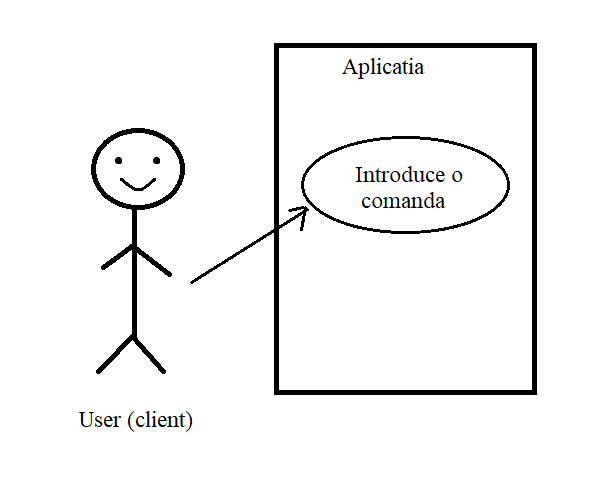 Aplicatia
Introduce o
comanda
User (client)